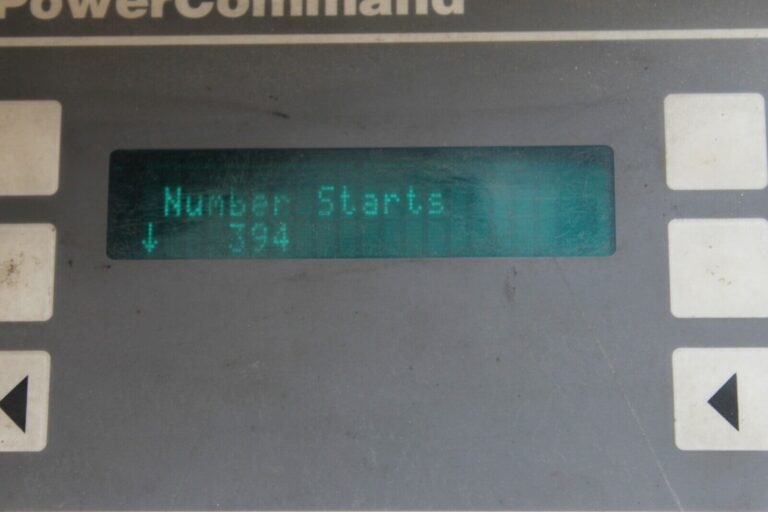 PowerCommand
Number Starts
↓ 394